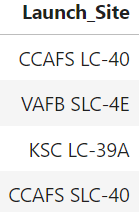 Launch_Site
CCAFS LC-40
VAFB SLC-4E
KSC LC-39A
CCAFS SLC-40